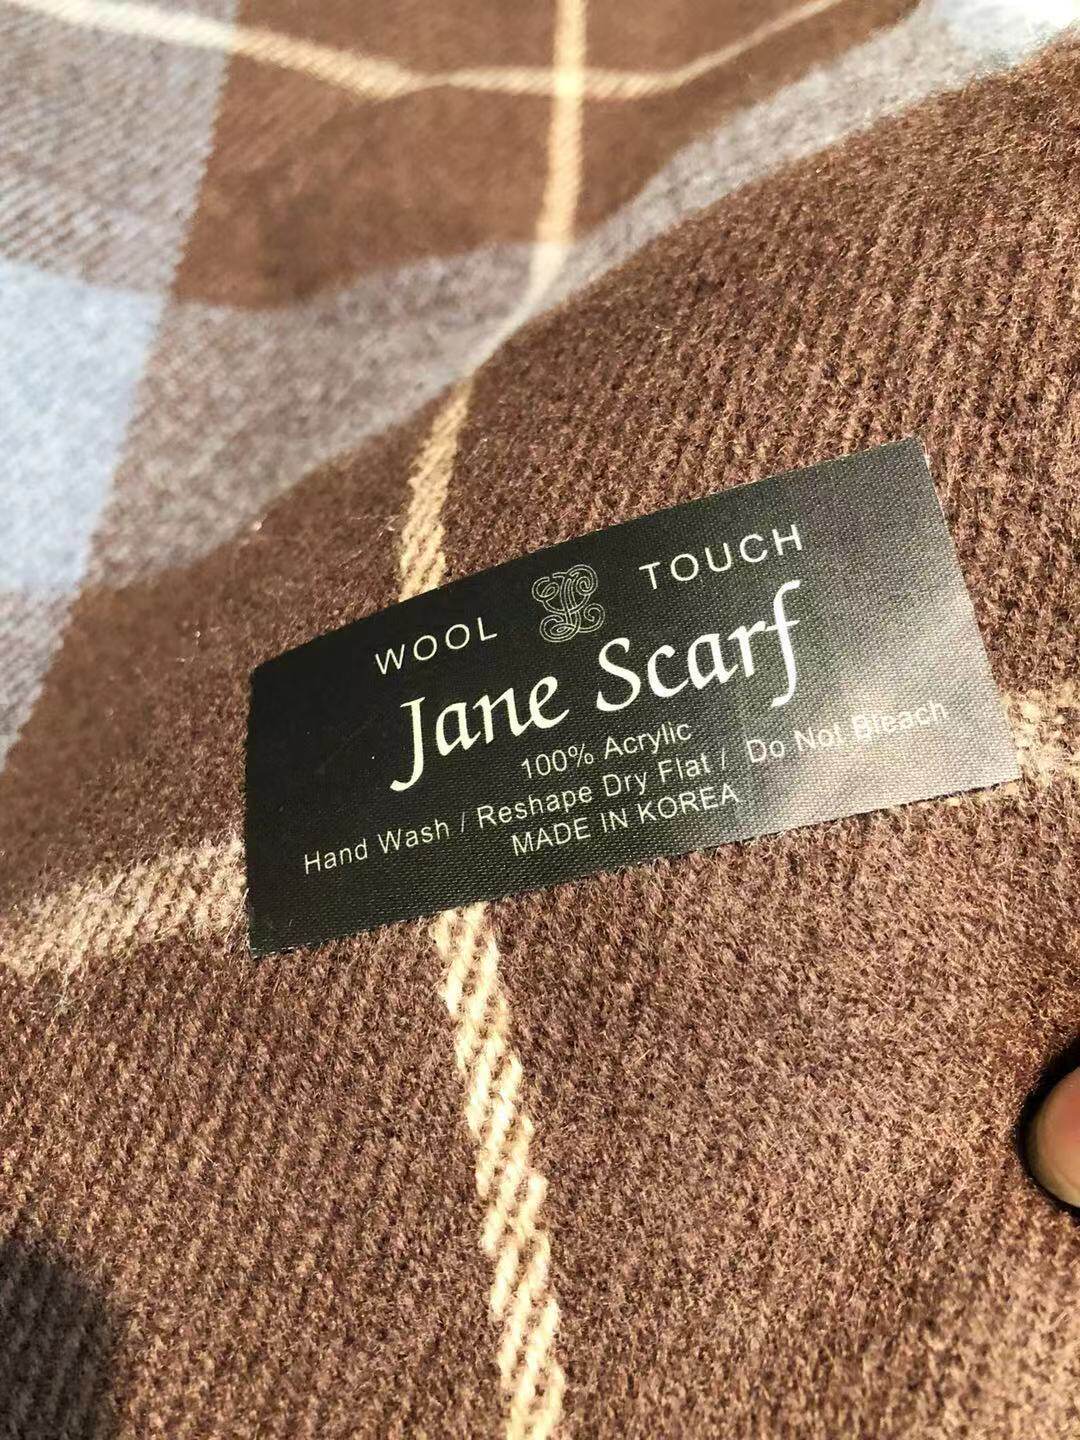 WOOL TOUCH
Jane Scarf
100% Acrylic
Hand Wash / Reshape Dry Flat / Do Not Bleach
MADE IN KOREA